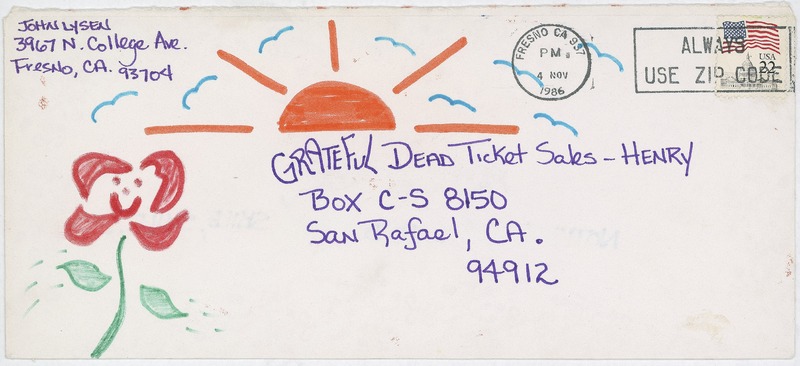 JOHN LYSEN
3967 N. College Ave.
Fresno, CA. 93704
FRESNO CA 937
PM
4 NOV
1986
ALWAYS
USE ZIP CODE
USA
22
GRATEFUL DEAD TICKET SALES - HENRY
BOX C-S 8150
SAN Rafael, CA.
94912